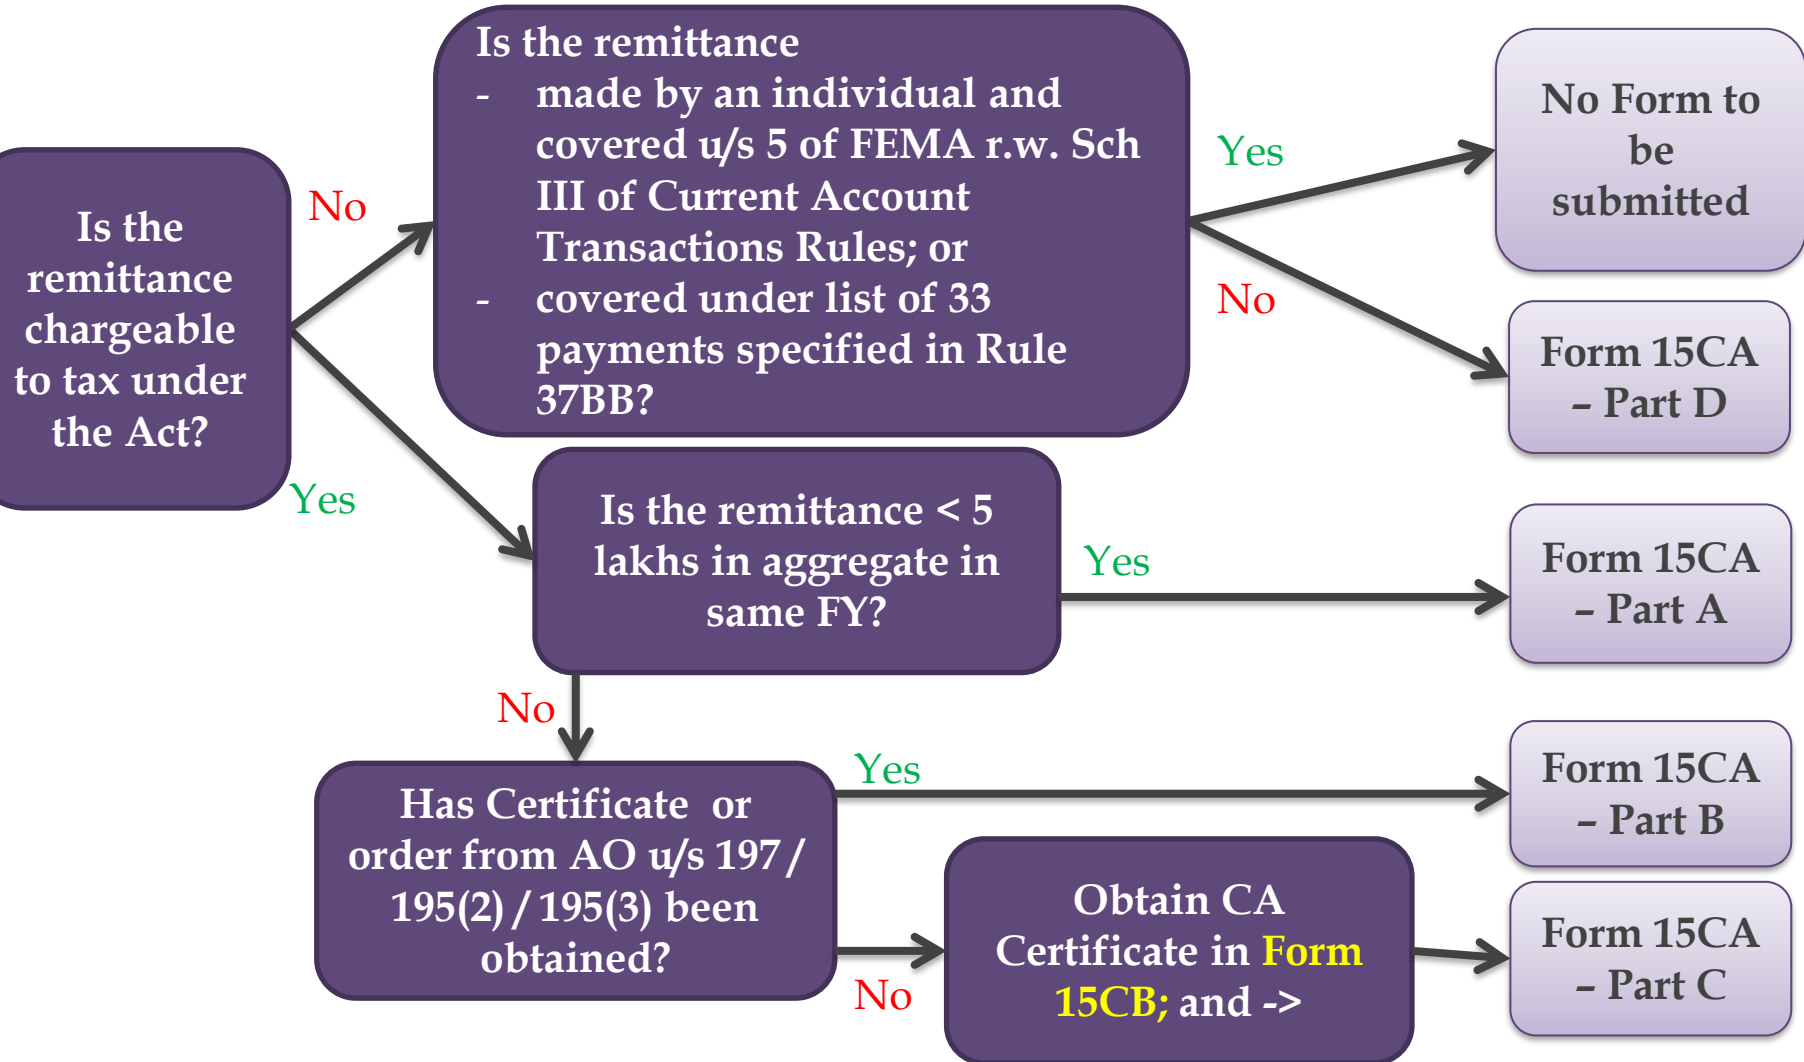 Is the
remittance
chargeable
to tax under
the Act?
No
Yes
Is the remittance
- made by an individual and
covered u/s 5 of FEMA r.w. Sch
III of Current Account
Transactions Rules; or
- covered under list of 33
payments specified in Rule
37BB?
Yes
No
No Form to
be
submitted
Form 15CA
– Part D
Is the remittance < 5
lakhs in aggregate in
same FY?
Yes
No
Form 15CA
– Part A
Has Certificate or
order from AO u/s 197/
195(2)/195(3) been
obtained?
Yes
No
Form 15CA
– Part B
Obtain CA
Certificate in Form
15CB; and ->
Form 15CA
– Part C